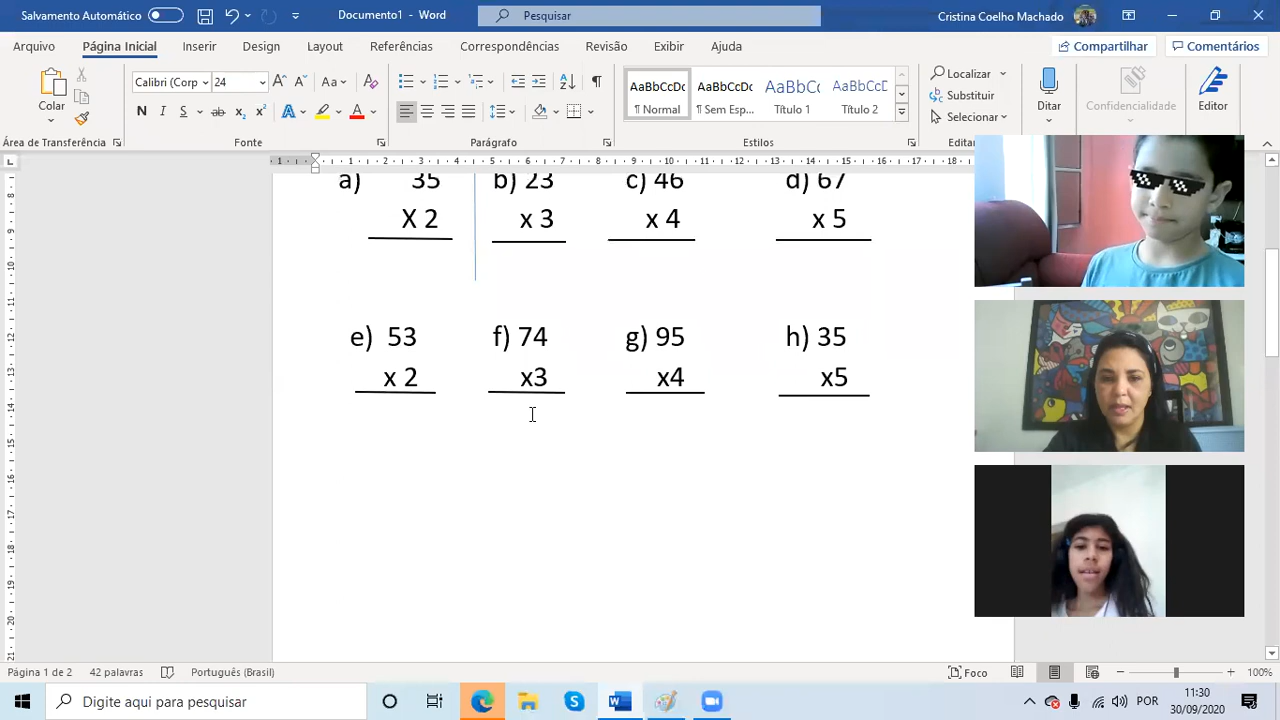 Salvamento Automático
Documento1 - Word
Pesquisar
Cristina Coelho Machado
Arquivo Página Inicial Inserir Design Layout Referências Correspondências Revisão Exibir Ajuda
Compartilhar Comentários
Colar
Calibri (Corp 24
Aa
N I S ab x₂ x²
AaBbCcDc AaBbCcDc AaBbCc AaBbCcD
¶ Normal ¶ Sem Esp... Título 1 Título 2
Localizar
Substituir
Selecionar
Ditar
Confidencialidade
Editor
Área de Transferência Fonte Parágrafo Estilos
a) 35 b) 23 c) 46 d) 67
X 2 x 3 x 4 x 5
e) 53 f) 74 g) 95 h) 35
x 2 x3 x4 x5
Página 1 de 2 42 palavras Português (Brasil)
Foco
100%
Digite aqui para pesquisar
POR
11:30
30/09/2020